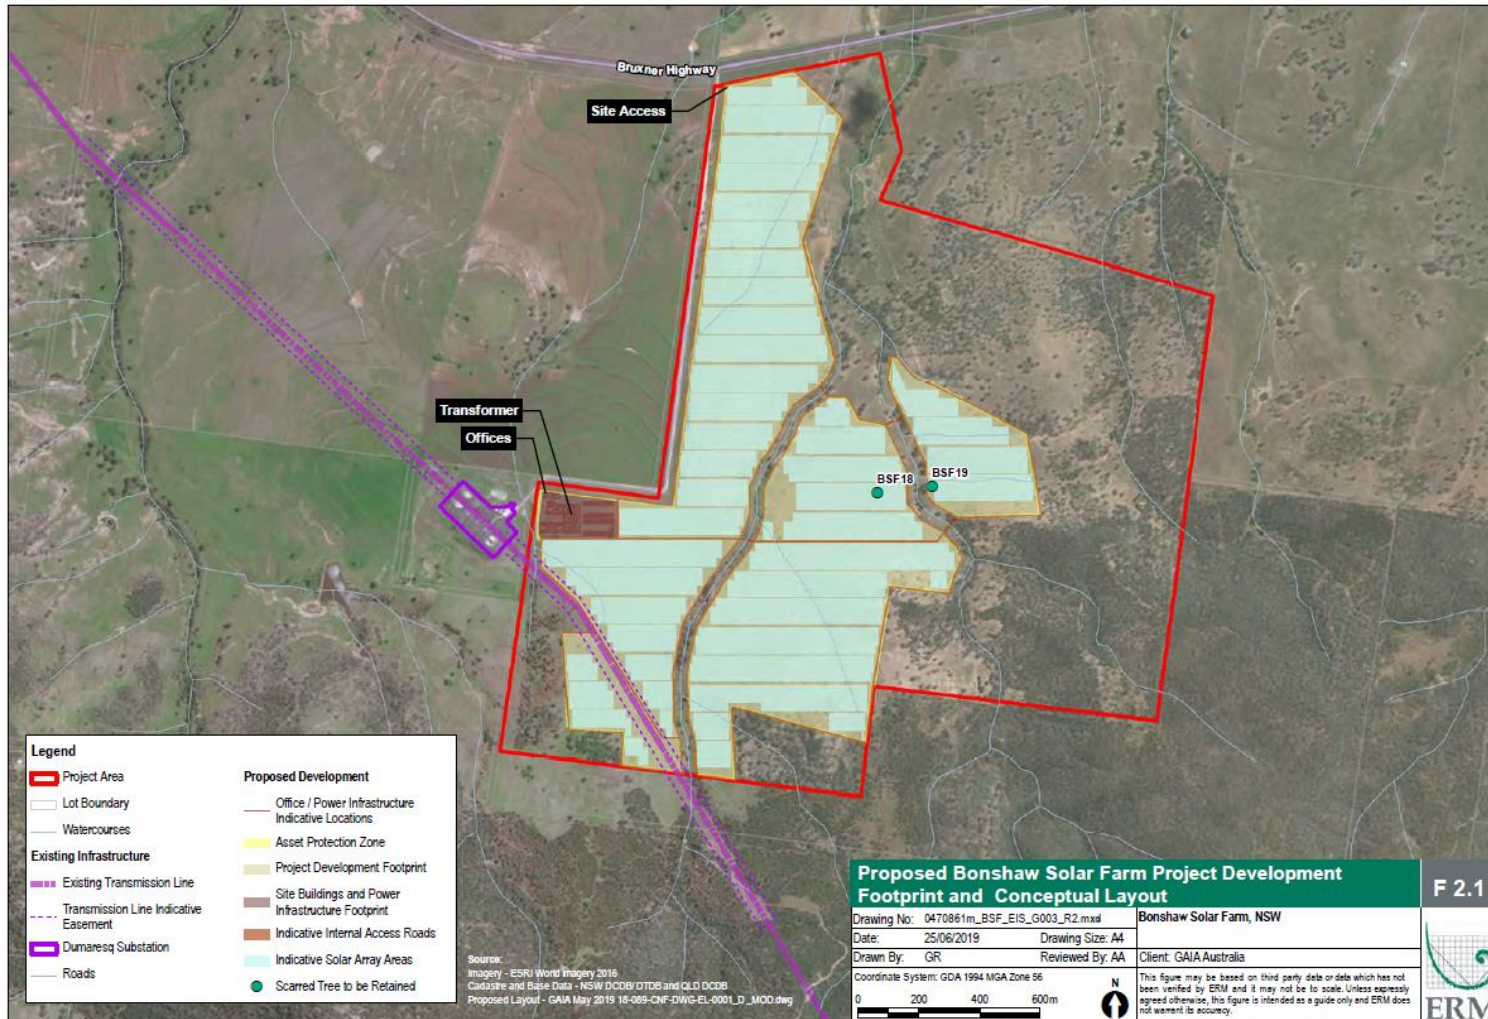 Bruxner Highway
Site Access
Transformer
Offices
BSF18
BSF19
Legend
Project Area
Lot Boundary
Watercourses
Existing Infrastructure
Existing Transmission Line
Transmission Line Indicative
Easement
Dumaresq Substation
Roads
Proposed Development
Office / Power Infrastructure
Indicative Locations
Asset Protection Zone
Project Development Footprint
Site Buildings and Power
Infrastructure Footprint
Indicative Internal Access Roads
Indicative Solar Array Areas
Scarred Tree to be Retained
Source:
Imagery - ESRI World Imagery 2016
Cadastre and Base Data - NSW DCDB/ DTDB and QLD DCDB
Proposed Layout - GAIA May 2019 18-089-CNF-DWG-EL-0001_D_MOD.dwg
Proposed Bonshaw Solar Farm Project Development
Footprint and Conceptual Layout
F 2.1
Drawing No: 0470861m_BSF_EIS_G003_R2.mxd
Bonshaw Solar Farm, NSW
Date: 25/06/2019 Drawing Size: A4
Drawn By: GR Reviewed By: AA
Client: GAIA Australia
Coordinate System: GDA 1994 MGA Zone 56
N
0 200 400 600m
This figure may be based on third party data or data which has not
been verified by ERM and it may not be to scale. Unless expressly
agreed otherwise, this figure is intended as a guide only and ERM does
not warrant its accuracy.
ERM